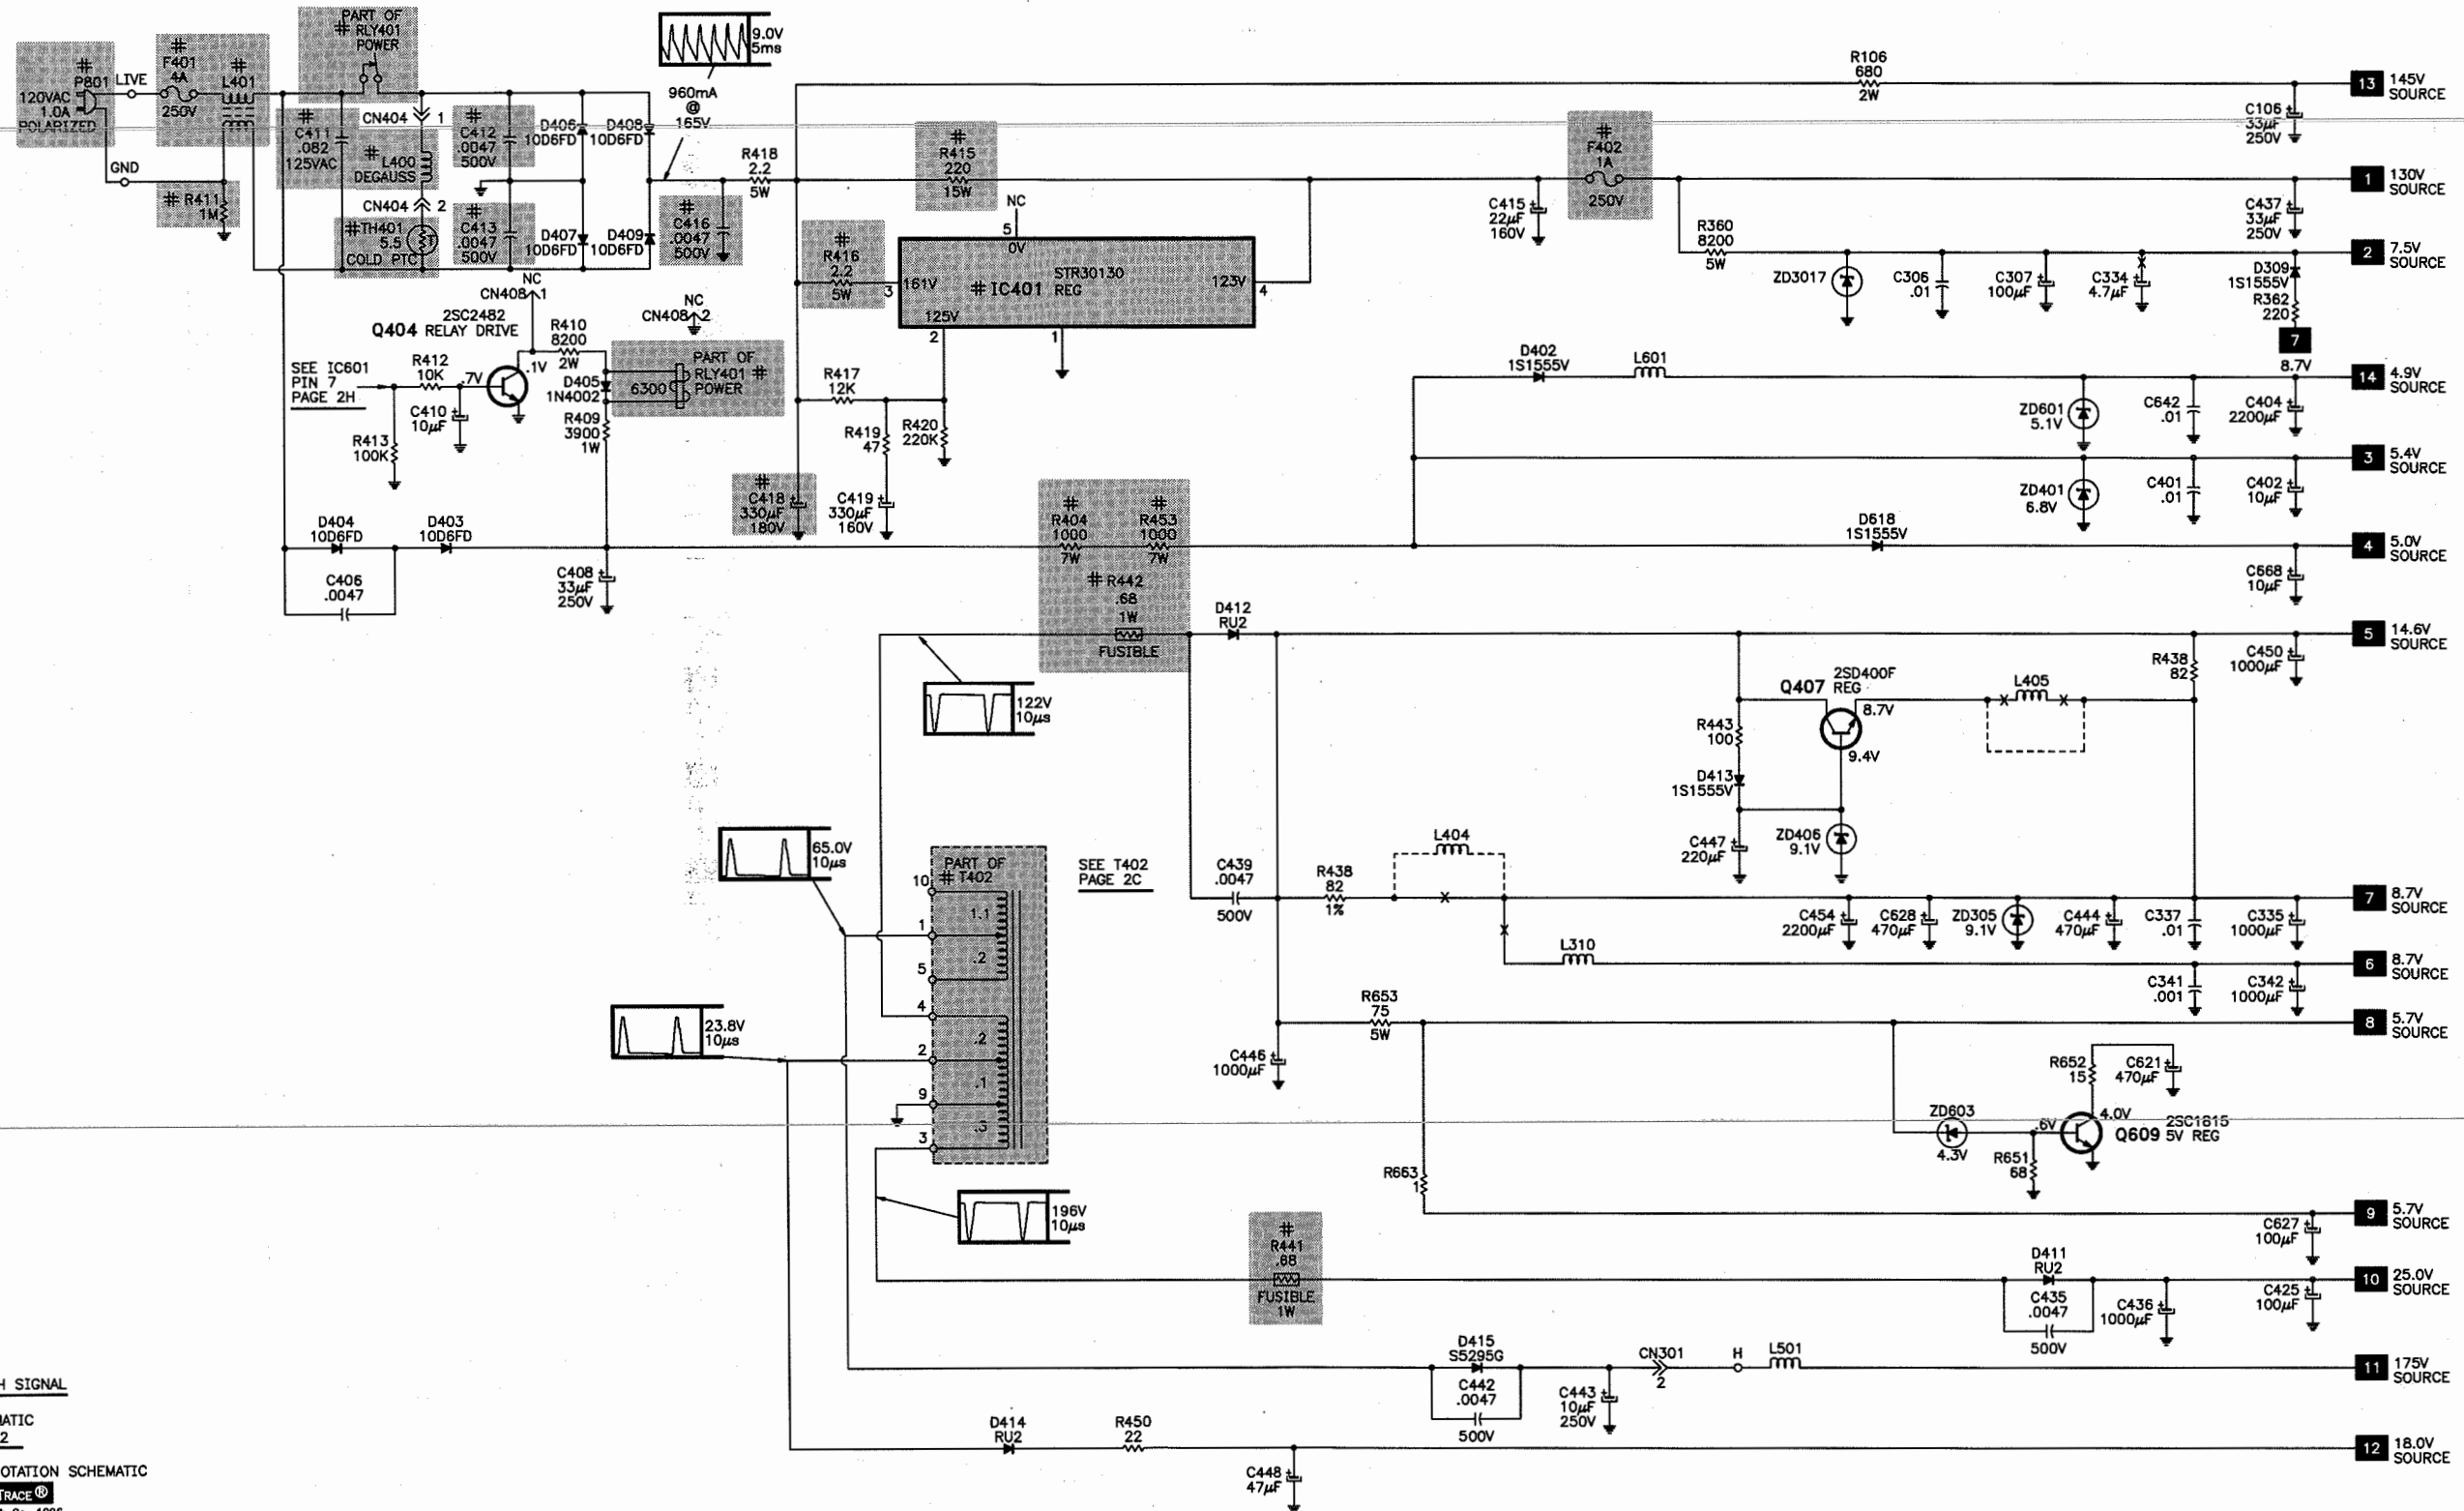 #
P801
120VAC
1.0A
POLARIZED
LIVE
GND
#
F401
4A
250V
#
L401
# R411
1M
PART OF
# RLY401
POWER
#
C411
.082
125VAC
CN404
1
#
L400
DEGAUSS
CN404
2
#TH401
5.5
COLD PTC
#
C412
.0047
500V
#
C413
.0047
500V
D406
10D6FD
D408
10D6FD
D407
10D6FD
D409
10D6FD
9.0V
5ms
960mA
@
165V
#
C416
.0047
500V
R418
2.2
5W
#
R415
220
15W
#
R416
2.2
5W
NC
5
0V
3
161V
STR30130
# IC401 REG
123V
4
125V
2
1
R106
680
2W
C106
33µF
250V
13
145V
SOURCE
#
F402
1A
250V
C415
22µF
160V
R360
8200
5W
C437
33µF
250V
1
130V
SOURCE
ZD3017
C306
.01
C307
100µF
C334
4.7µF
D309
1S1555V
R362
220
7
8.7V
2
7.5V
SOURCE
NC
CN408
1
NC
CN408
2
2SC2482
Q404 RELAY DRIVE
SEE IC601
PIN 7
PAGE 2H
R412
10K
.7V
.1V
C410
10µF
R413
100K
R410
8200
2W
D405
1N4002
6300
PART OF
RLY401 #
POWER
R409
3900
1W
R417
12K
R419
47
R420
220K
#
C418
330µF
180V
C419
330µF
160V
D402
1S1555V
L601
ZD601
5.1V
C642
.01
C404
2200µF
14
4.9V
SOURCE
ZD401
6.8V
C401
.01
C402
10µF
3
5.4V
SOURCE
D404
10D6FD
D403
10D6FD
C406
.0047
C408
33µF
250V
#
R404
1000
7W
#
R453
1000
7W
D618
1S1555V
C668
10µF
4
5.0V
SOURCE
# R442
.68
1W
FUSIBLE
D412
RU2
122V
10µs
R438
82
C450
1000µF
5
14.6V
SOURCE
Q407
2SD400F
REG
8.7V
9.4V
R443
100
D413
1S1555V
C447
220µF
ZD406
9.1V
L405
65.0V
10µs
PART OF
# T402
10
1.1
1
.2
5
4
.2
2
.1
9
.3
3
SEE T402
PAGE 2C
C439
.0047
500V
R438
82
1%
L404
C454
2200µF
C628
470µF
ZD305
9.1V
C444
470µF
C337
.01
C335
1000µF
7
8.7V
SOURCE
L310
C341
.001
C342
1000µF
6
8.7V
SOURCE
23.8V
10µs
C446
1000µF
R653
75
5W
8
5.7V
SOURCE
R652
15
C621
470µF
ZD603
4.3V
.6V
4.0V
2SC1815
Q609 5V REG
R651
68
R663
1
C627
100µF
9
5.7V
SOURCE
196V
10µs
#
R441
.68
FUSIBLE
1W
D411
RU2
C435
.0047
500V
C436
1000µF
C425
100µF
10
25.0V
SOURCE
D415
S5295G
C442
.0047
500V
C443
10µF
250V
CN301
2
H
L501
11
175V
SOURCE
D414
RU2
R450
22
C448
47µF
12
18.0V
SOURCE
H SIGNAL
MATIC
2
OTATION SCHEMATIC
TRACE®